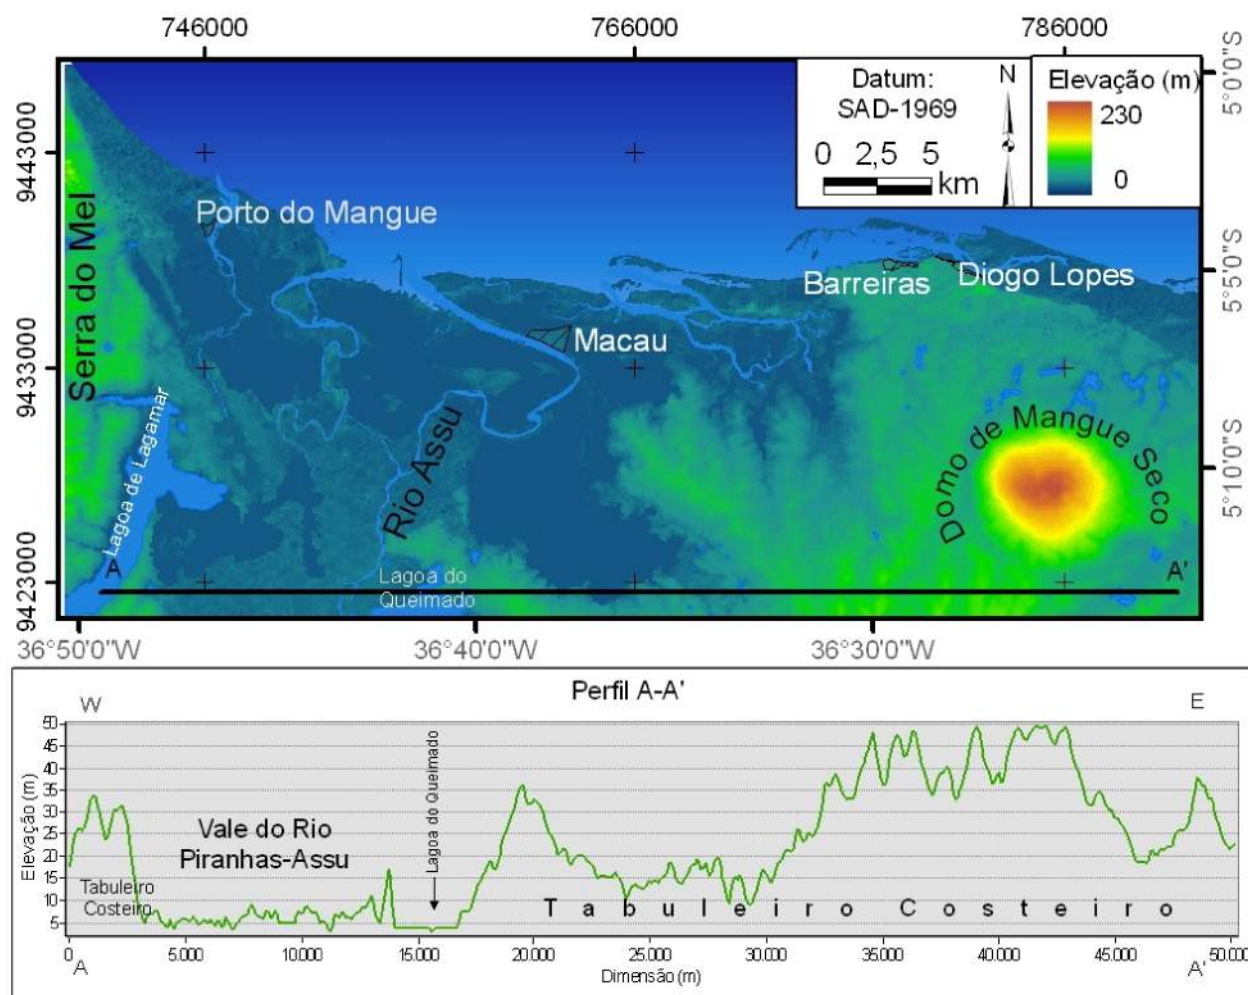 746000
766000
786000
Datum:
SAD-1969
0 2,5 5
km
N
Elevação (m)
230
0
5°0'0"S
5°5'0"S
5°10'0"S
9443000
9433000
9423000
Serra do Mel
Porto do Mangue
Macau
Barreiras
Diogo Lopes
Lagoa de Lagamar
Rio Assu
Domo de Mangue Seco
Lagoa do
Queimado
A
A'
36°50'0"W
36°40'0"W
36°30'0"W
Perfil A-A'
W
E
Elevação (m)
50
45
40
35
30
25
20
15
10
5
Vale do Rio
Piranhas-Assu
Tabuleiro
Costeiro
Lagoa do Queimado
Tabuleiro Costeiro
0
5.000
10.000
15.000
20.000
25.000
30.000
35.000
40.000
45.000
50.000
A
Dimensão (m)
A'